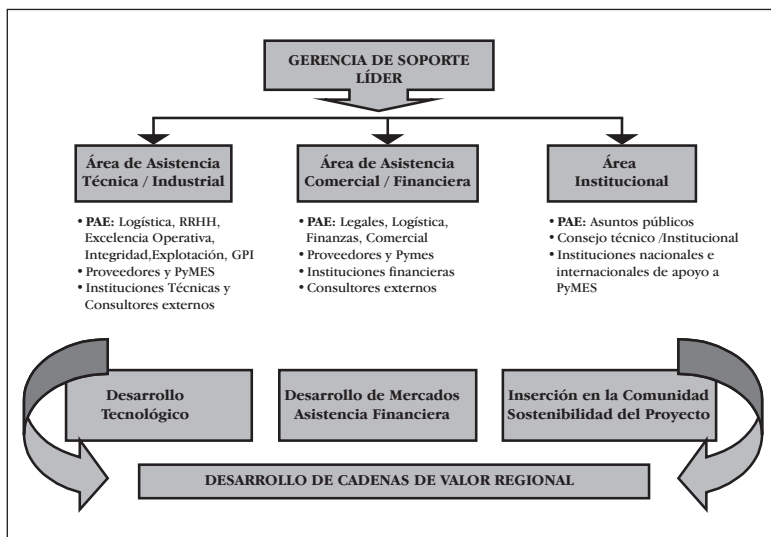 GERENCIA DE SOPORTE
LÍDER
Área de Asistencia
Técnica / Industrial
• PAE: Logística, RRHH,
Excelencia Operativa,
Integridad,Explotación, GPI
• Proveedores y PyMES
• Instituciones Técnicas y
Consultores externos
Área de Asistencia
Comercial / Financiera
• PAE: Legales, Logística,
Finanzas, Comercial
• Proveedores y Pymes
• Instituciones financieras
• Consultores externos
Área
Institucional
• PAE: Asuntos públicos
• Consejo técnico /Institucional
• Instituciones nacionales e
internacionales de apoyo a
PyMES
Desarrollo
Tecnológico
Desarrollo de Mercados
Asistencia Financiera
Inserción en la Comunidad
Sostenibilidad del Proyecto
DESARROLLO DE CADENAS DE VALOR REGIONAL